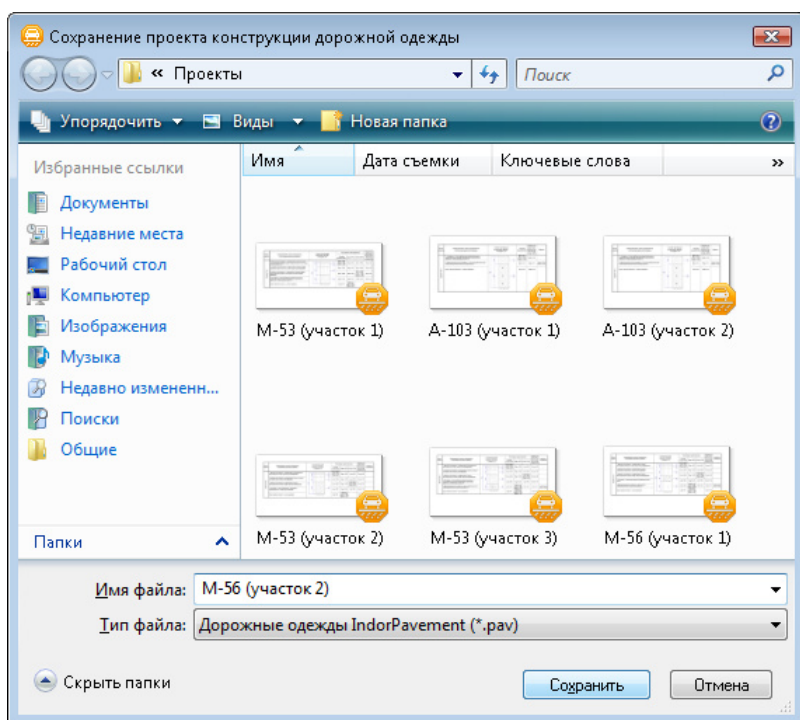 Сохранение проекта конструкции дорожной одежды
« Проекты
Поиск
Упорядочить
Виды
Новая папка
Избранные ссылки
Документы
Недавние места
Рабочий стол
Компьютер
Изображения
Музыка
Недавно измененн...
Поиски
Общие
Папки
Имя
Дата съемки
Ключевые слова
»
М-53 (участок 1)
А-103 (участок 1)
А-103 (участок 2)
М-53 (участок 2)
М-53 (участок 3)
М-56 (участок 1)
Имя файла: М-56 (участок 2)
Тип файла: Дорожные одежды IndorPavement (*.pav)
Скрыть папки
Сохранить
Отмена